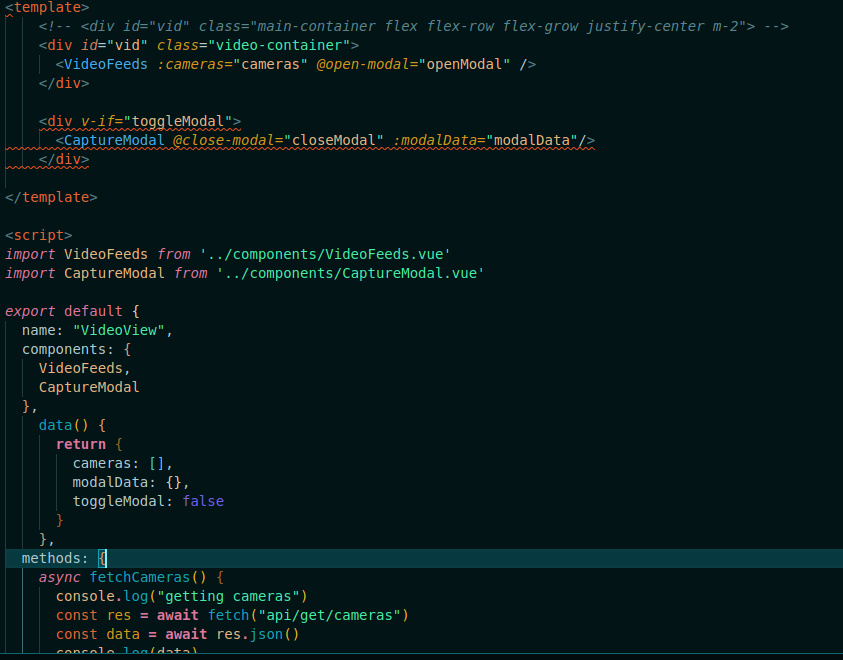 <template>
<!-- <div id="vid" class="main-container flex flex-row flex-grow justify-center m-2"> -->
<div id="vid" class="video-container">
<VideoFeeds :cameras="cameras" @open-modal="openModal" />
</div>
<div v-if="toggleModal">
<CaptureModal @close-modal="closeModal" :modalData="modalData"/>
</div>
</template>
<script>
import VideoFeeds from '../components/VideoFeeds.vue'
import CaptureModal from '../components/CaptureModal.vue'
export default {
name: "VideoView",
components: {
VideoFeeds,
CaptureModal
},
data() {
return {
cameras: [],
modalData: {},
toggleModal: false
}
},
methods: {
async fetchCameras() {
console.log("getting cameras")
const res = await fetch("api/get/cameras")
const data = await res.json()
console.log(data)